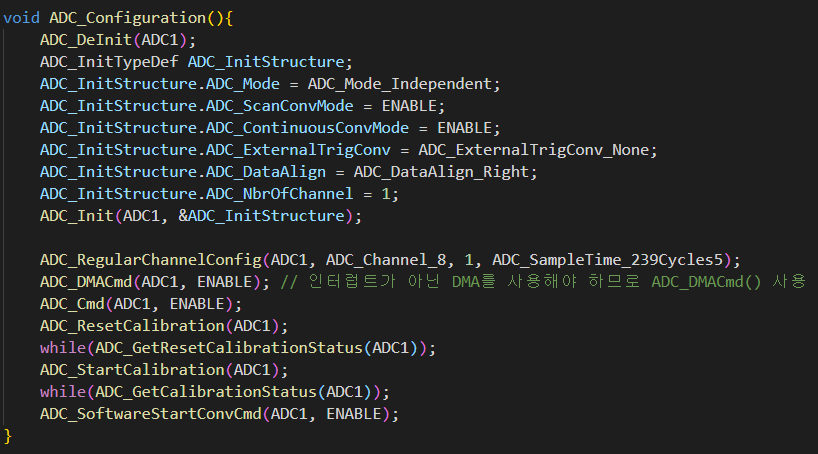 void ADC_Configuration(){
    ADC_DeInit(ADC1);
    ADC_InitTypeDef ADC_InitStructure;
    ADC_InitStructure.ADC_Mode = ADC_Mode_Independent;
    ADC_InitStructure.ADC_ScanConvMode = ENABLE;
    ADC_InitStructure.ADC_ContinuousConvMode = ENABLE;
    ADC_InitStructure.ADC_ExternalTrigConv = ADC_ExternalTrigConv_None;
    ADC_InitStructure.ADC_DataAlign = ADC_DataAlign_Right;
    ADC_InitStructure.ADC_NbrOfChannel = 1;
    ADC_Init(ADC1, &ADC_InitStructure);

    ADC_RegularChannelConfig(ADC1, ADC_Channel_8, 1, ADC_SampleTime_239Cycles5);
    ADC_DMACmd(ADC1, ENABLE); // 인터럽트가 아닌 DMA를 사용해야 하므로 ADC_DMACmd() 사용
    ADC_Cmd(ADC1, ENABLE);
    ADC_ResetCalibration(ADC1);
    while(ADC_GetResetCalibrationStatus(ADC1));
    ADC_StartCalibration(ADC1);
    while(ADC_GetCalibrationStatus(ADC1));
    ADC_SoftwareStartConvCmd(ADC1, ENABLE);
}